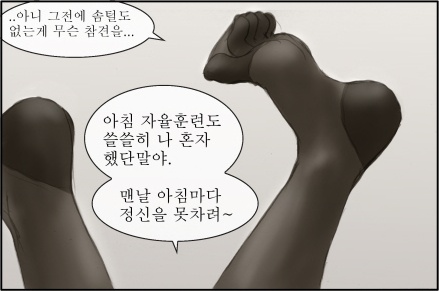 ..아니 그전에 솜털도
없는게 무슨 참견을...
아침 자율훈련도
쓸쓸히 나 혼자
했단말야.
맨날 아침마다
정신을 못차려~